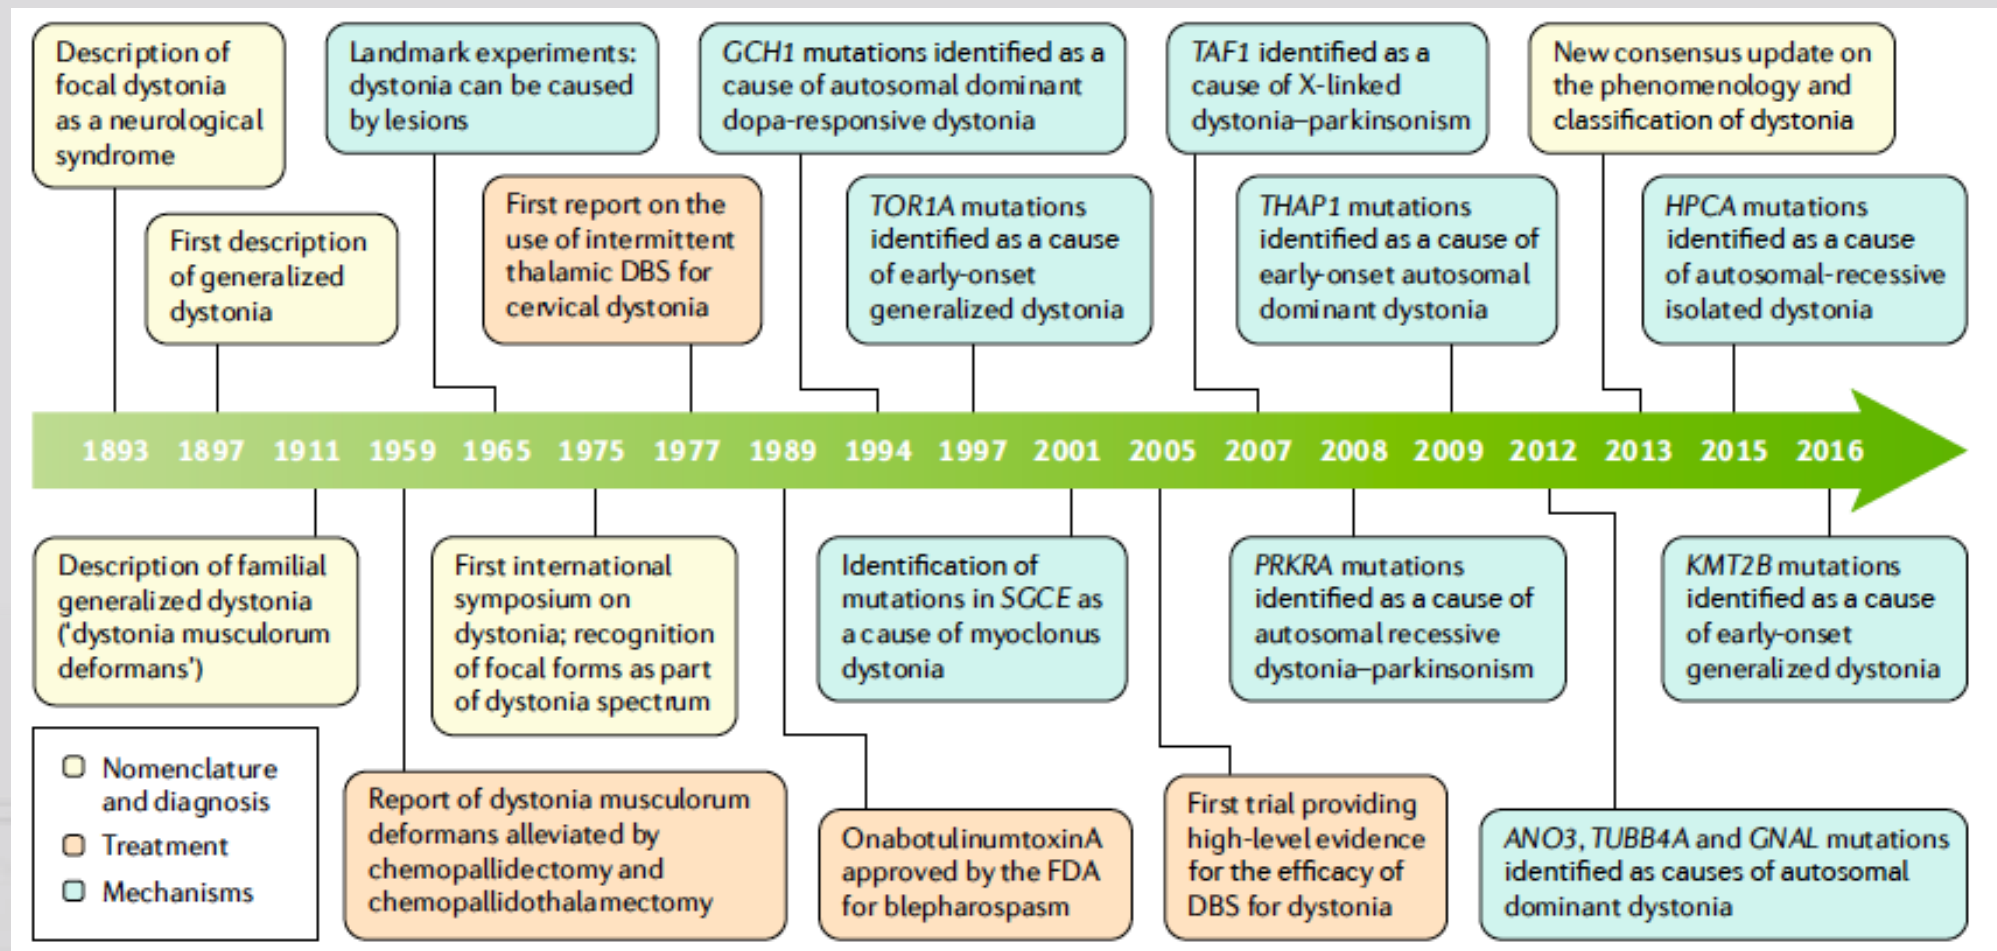 Description of
focal dystonia
as a neurological
syndrome
Landmark experiments:
dystonia can be caused
by lesions
GCH1 mutations identified as a
cause of autosomal dominant
dopa-responsive dystonia
TAF1 identified as a
cause of X-linked
dystonia–parkinsonism
New consensus update on
the phenomenology and
classification of dystonia
First description
of generalized
dystonia
First report on the
use of intermittent
thalamic DBS for
cervical dystonia
TOR1A mutations
identified as a cause
of early-onset
generalized dystonia
THAP1 mutations
identified as a cause of
early-onset autosomal
dominant dystonia
HPCA mutations
identified as a cause
of autosomal-recessive
isolated dystonia
1893 1897 1911 1959 1965 1975 1977 1989 1994 1997 2001 2005 2007 2008 2009 2012 2013 2015 2016
Description of familial
generalized dystonia
('dystonia musculorum
deformans')
First international
symposium on
dystonia; recognition
of focal forms as part
of dystonia spectrum
Identification of
mutations in SGCE as
a cause of myoclonus
dystonia
PRKRA mutations
identified as a cause of
autosomal recessive
dystonia–parkinsonism
KMT2B mutations
identified as a cause
of early-onset
generalized dystonia
Nomenclature
and diagnosis
Treatment
Mechanisms
Report of dystonia musculorum
deformans alleviated by
chemopallidectomy and
chemopallidothalamectomy
OnabotulinumtoxinA
approved by the FDA
for blepharospasm
First trial providing
high-level evidence
for the efficacy of
DBS for dystonia
ANO3, TUBB4A and GNAL mutations
identified as causes of autosomal
dominant dystonia